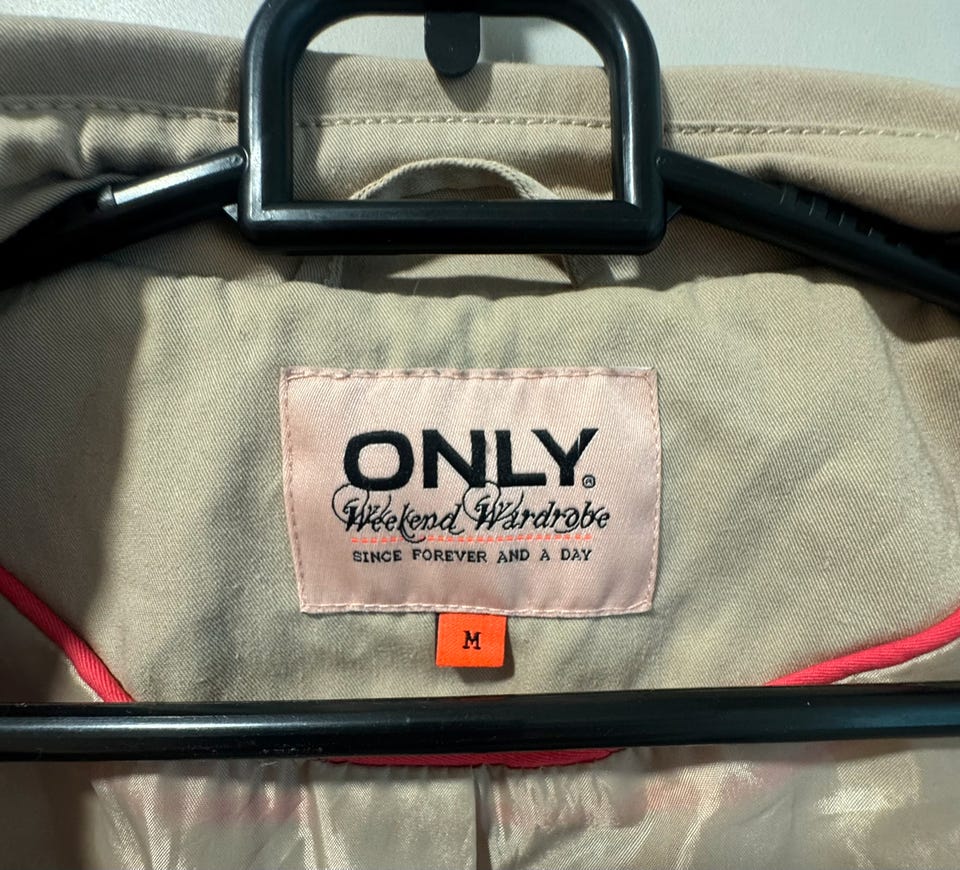 ONLY®
Weekend Wardrobe
SINCE FOREVER AND A DAY
M